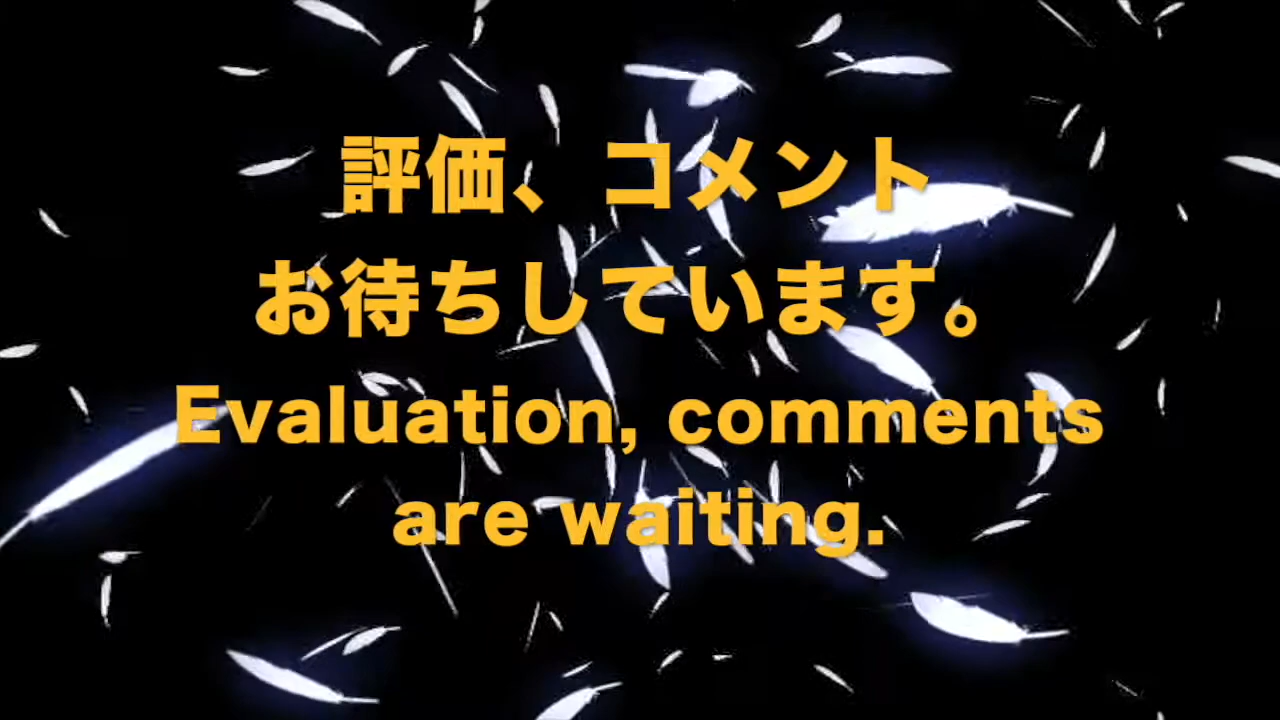 評価、コメント
お待ちしています。
Evaluation, comments
are waiting.